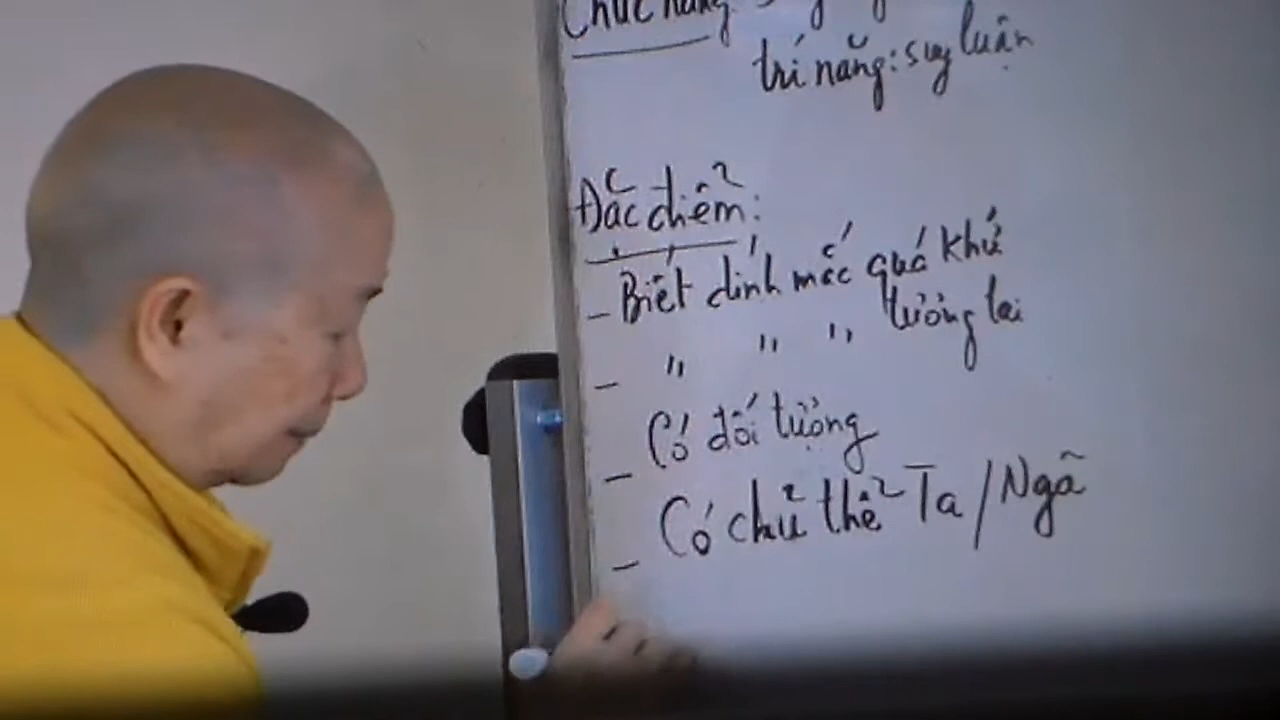 Chức năng
trí năng: suy luận
Đặc điểm:
- Biết dính mắc quá khứ
- " " " tương lai
- Có đối tượng
- Có chủ thể Ta / Ngã